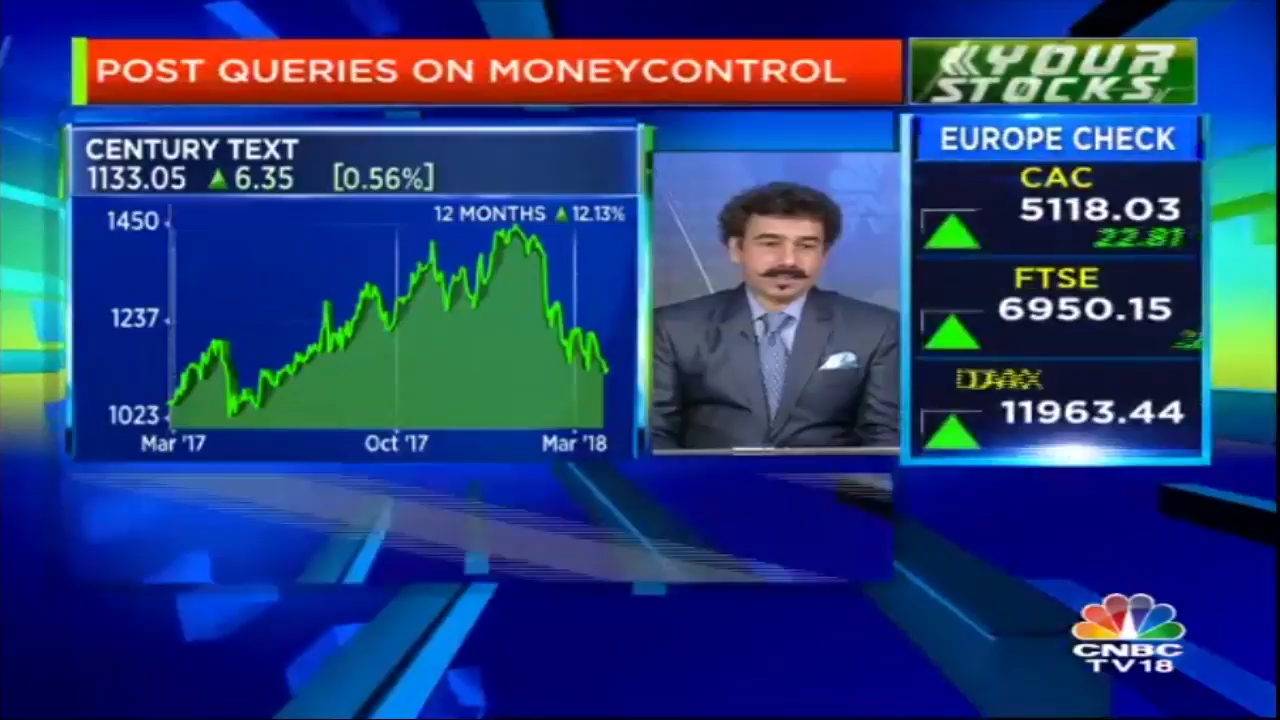 POST QUERIES ON MONEYCONTROL
YOUR
STOCKS
CENTURY TEXT
1133.05 6.35 [0.56%]
12 MONTHS 12.13%
1450
1237
1023
Mar '17 Oct '17 Mar '18
EUROPE CHECK
CAC
5118.03
22.81
FTSE
6950.15
11963.44
CNBC
TV18